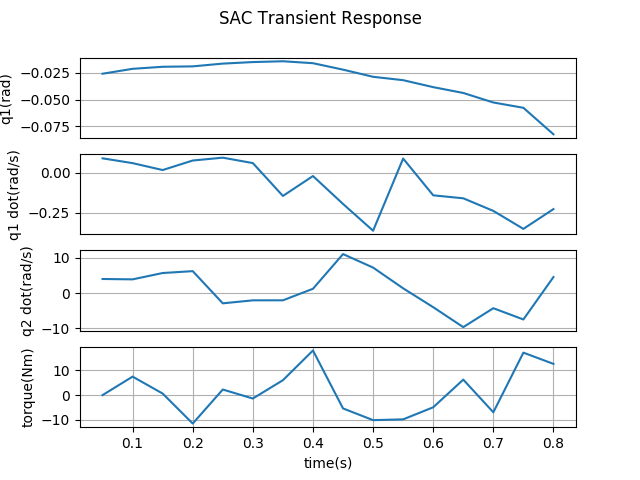 SAC Transient Response
q1(rad)
−0.025
−0.050
−0.075
q1 dot(rad/s)
0.00
−0.25
q2 dot(rad/s)
10
0
−10
torque(Nm)
10
0
−10
0.1 0.2 0.3 0.4 0.5 0.6 0.7 0.8
time(s)